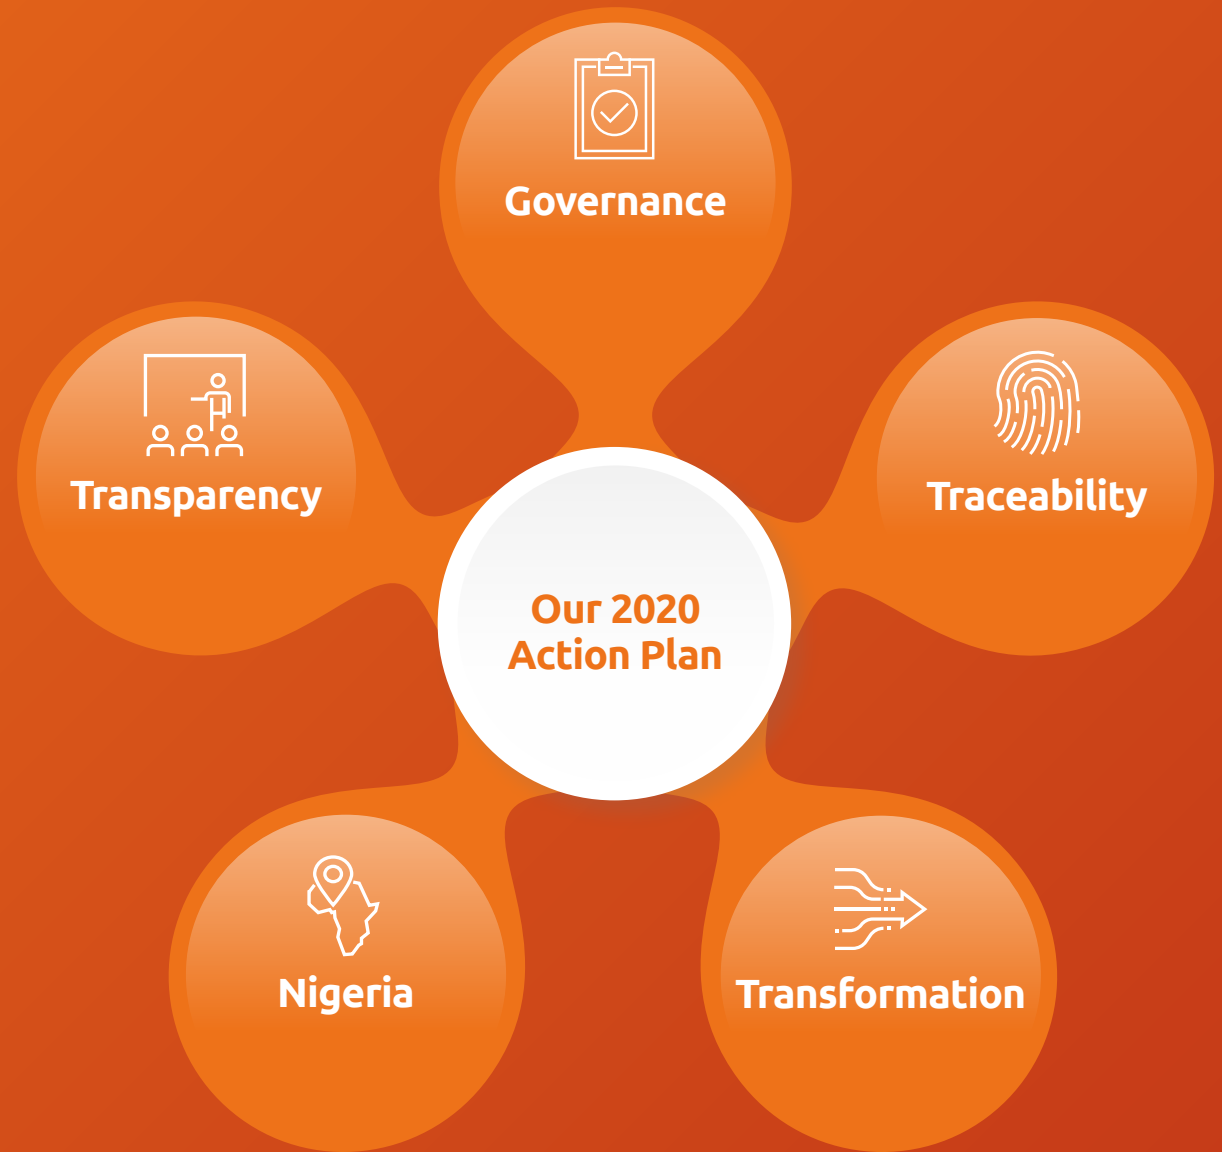 Governance
Transparency
Traceability
Our 2020
Action Plan
Nigeria
Transformation